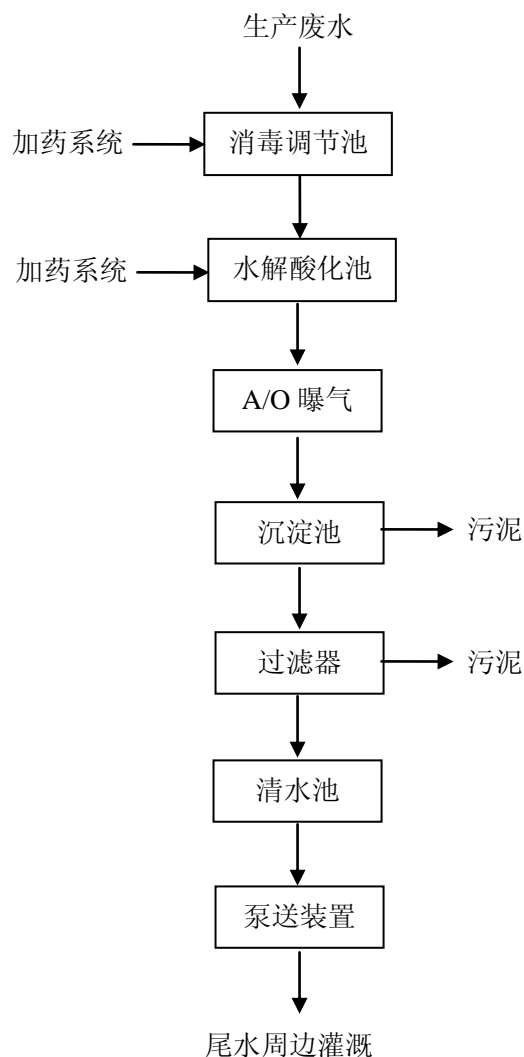 生产废水
加药系统
消毒调节池
加药系统
水解酸化池
A/O 曝气
沉淀池
污泥
过滤器
污泥
清水池
泵送装置
尾水周边灌溉